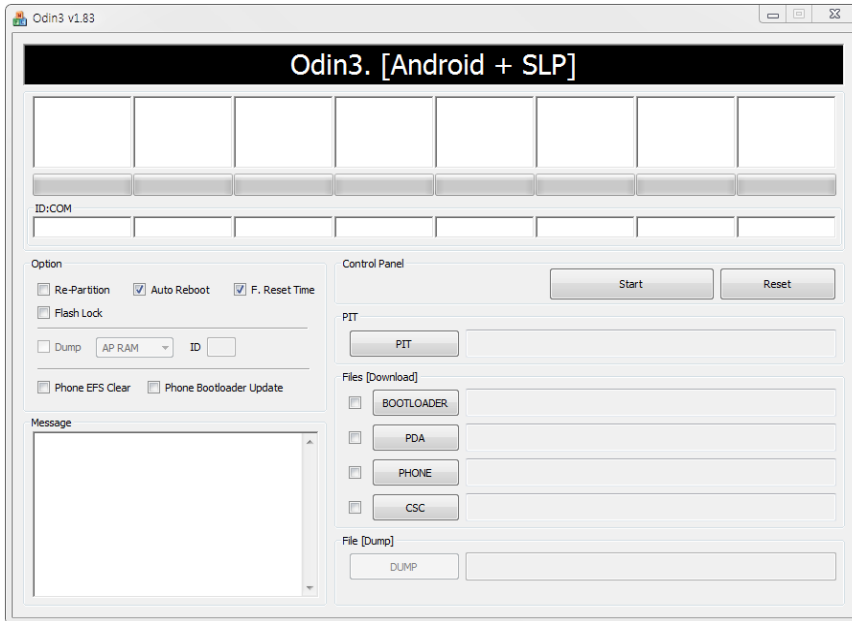 Odin3 v1.83
Odin3. [Android + SLP]
ID:COM
Option
Re-Partition Auto Reboot F. Reset Time
Flash Lock
Dump AP RAM ID
Phone EFS Clear Phone Bootloader Update
Message
Control Panel
Start Reset
PIT
PIT
Files [Download]
BOOTLOADER
PDA
PHONE
CSC
File [Dump]
DUMP